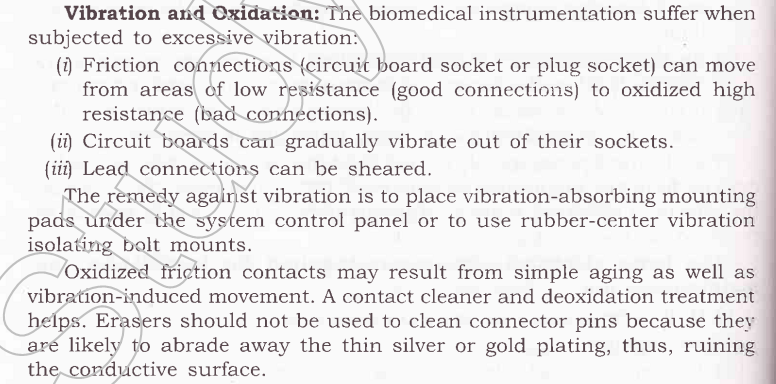 Vibration and Oxidation: The biomedical instrumentation suffer when
subjected to excessive vibration:
(i) Friction connections (circuit board socket or plug socket) can move
from areas of low resistance (good connections) to oxidized high
resistance (bad connections).
(ii) Circuit boards can gradually vibrate out of their sockets.
(iii) Lead connections can be sheared.
The remedy against vibration is to place vibration-absorbing mounting
pads under the system control panel or to use rubber-center vibration
isolating bolt mounts.
Oxidized friction contacts may result from simple aging as well as
vibration-induced movement. A contact cleaner and deoxidation treatment
helps. Erasers should not be used to clean connector pins because they
are likely to abrade away the thin silver or gold plating, thus, ruining
the conductive surface.
Study